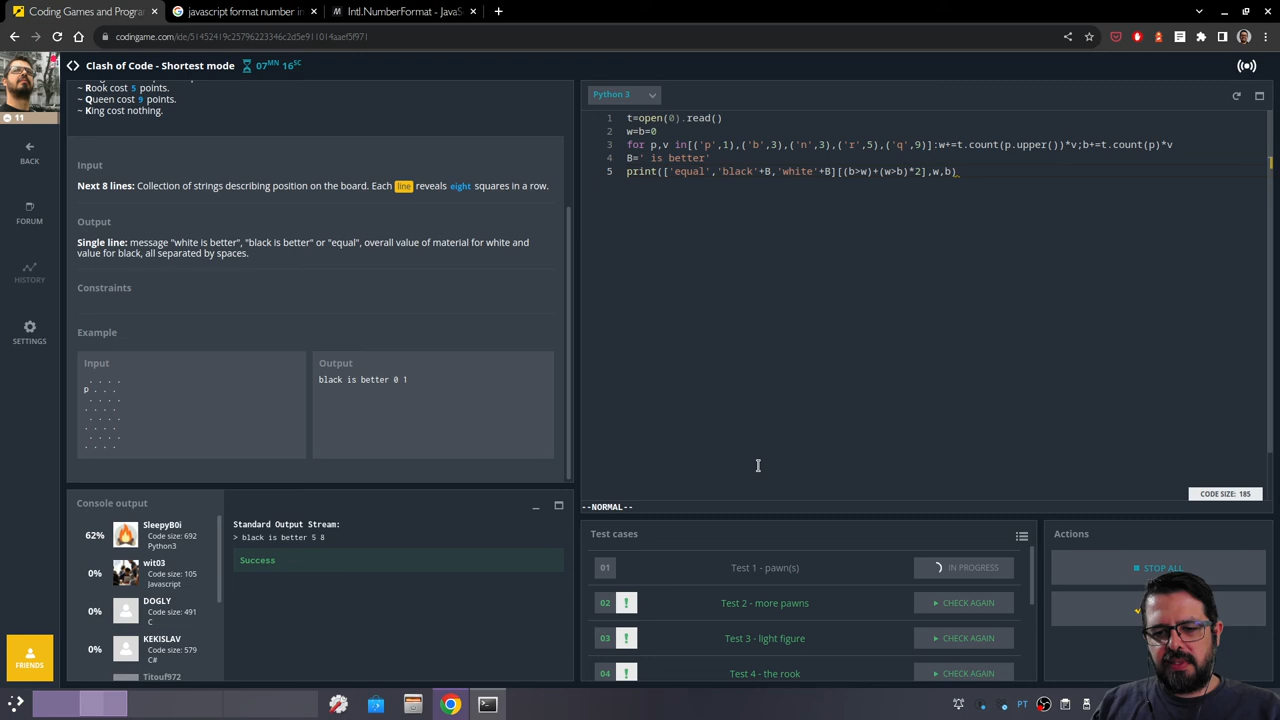 Coding Games and Progra
javascript format number in
Intl.NumberFormat - JavaS
codingame.com/ide/51452419c25796223346c2d5e911014aaef5f971
Clash of Code - Shortest mode
07MN 16SC
11
BACK
FORUM
HISTORY
SETTINGS
FRIENDS
~ Rook cost 5 points.
~ Queen cost 9 points.
~ King cost nothing.
Input
Next 8 lines: Collection of strings describing position on the board. Each line reveals eight squares in a row.
Output
Single line: message "white is better", "black is better" or "equal", overall value of material for white and
value for black, all separated by spaces.
Constraints
Example
Input
. . . .
p . . .
. . . .
. . . .
. . . .
. . . .
. . . .
. . . .
Output
black is better 0 1
Console output
62%
SleepyB0i
Code size: 692
Python3
0%
wit03
Code size: 105
Javascript
0%
DOGLY
Code size: 491
C
0%
KEKISLAV
Code size: 579
C#
Titouf972
Standard Output Stream:
> black is better 5 8
Success
Python 3
1 t=open(0).read()
2 w=b=0
3 for p,v in[('p',1),('b',3),('n',3),('r',5),('q',9)]:w+=t.count(p.upper())*v;b+=t.count(p)*v
4 B=' is better'
5 print(['equal','black'+B,'white'+B][(b>w)+(w>b)*2],w,b)
CODE SIZE: 185
--NORMAL--
Test cases
01 Test 1 - pawn(s) IN PROGRESS
02 ! Test 2 - more pawns CHECK AGAIN
03 ! Test 3 - light figure CHECK AGAIN
04 ! Test 4 - the rook CHECK AGAIN
Actions
STOP ALL
PT